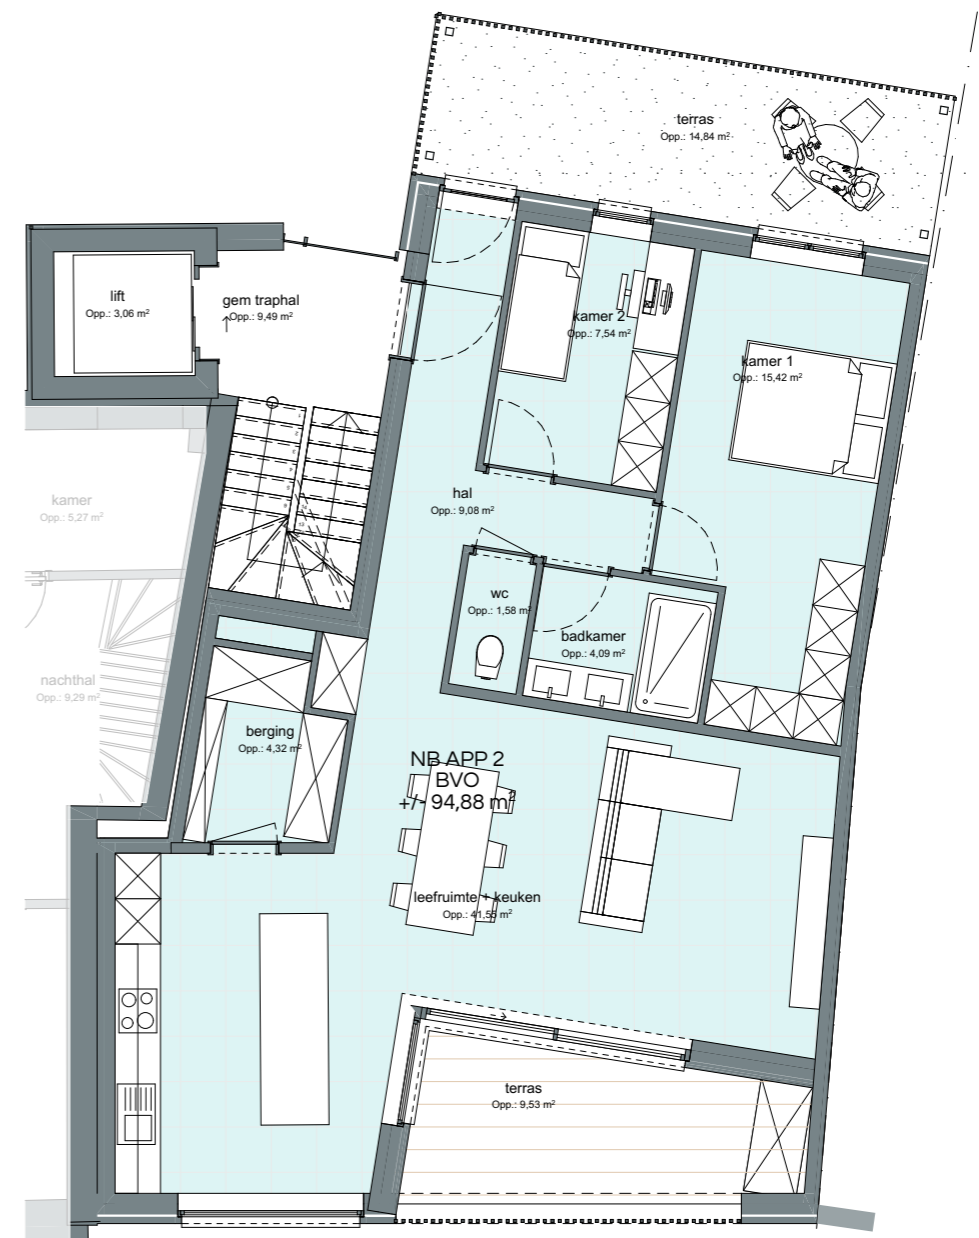 terras
Opp.: 14,84 m²
lift
Opp.: 3,06 m²
gem traphal
Opp.: 9,49 m²
kamer 2
Opp.: 7,54 m²
kamer 1
Opp.: 15,42 m²
kamer
Opp.: 5,27 m²
hal
Opp.: 9,08 m²
wc
Opp.: 1,58 m²
badkamer
Opp.: 4,09 m²
nachthal
Opp.: 9,29 m²
berging
Opp.: 4,32 m²
NB APP 2
BVO
+/- 94,88 m²
leefruimte + keuken
Opp.: 41,55 m²
terras
Opp.: 9,53 m²